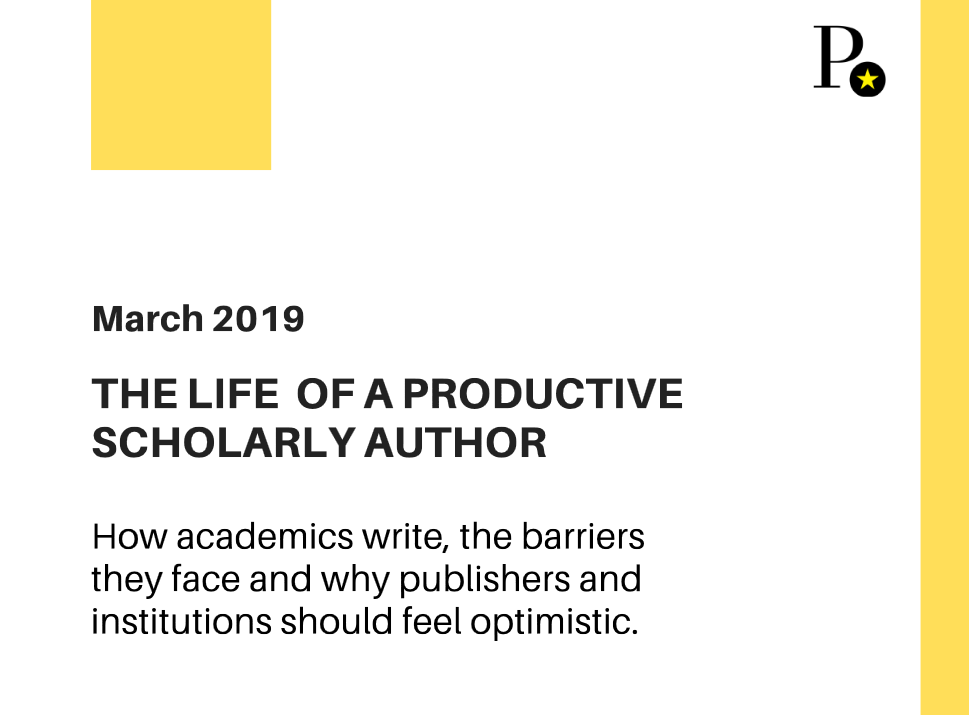 P
March 2019
THE LIFE  OF A PRODUCTIVE
SCHOLARLY AUTHOR
How academics write, the barriers
they face and why publishers and
institutions should feel optimistic.